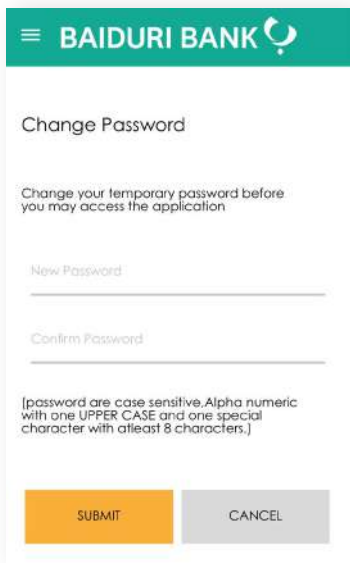 BAIDURI BANK
Change Password
Change your temporary password before
you may access the application
New Password
Confirm Password
(password are case sensitive,Alpha numeric
with one UPPER CASE and one special
character with atleast 8 characters.)
SUBMIT CANCEL